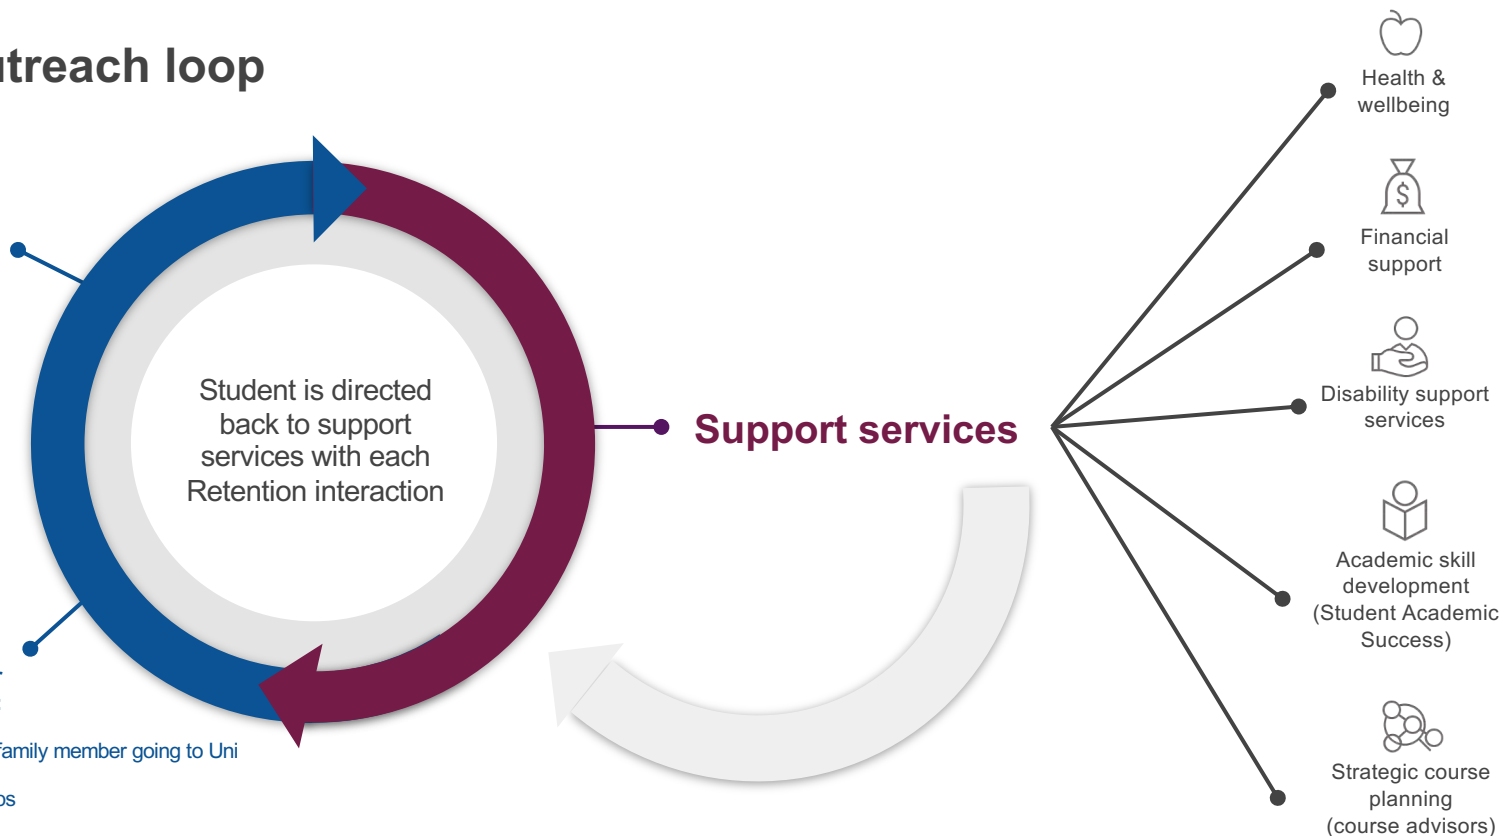 utreach loop
Student is directed
back to support
services with each
Retention interaction
family member going to Uni
os
Support services
Health &
wellbeing
$
Financial
support
Disability support
services
Academic skill
development
(Student Academic
Success)
Strategic course
planning
(course advisors)